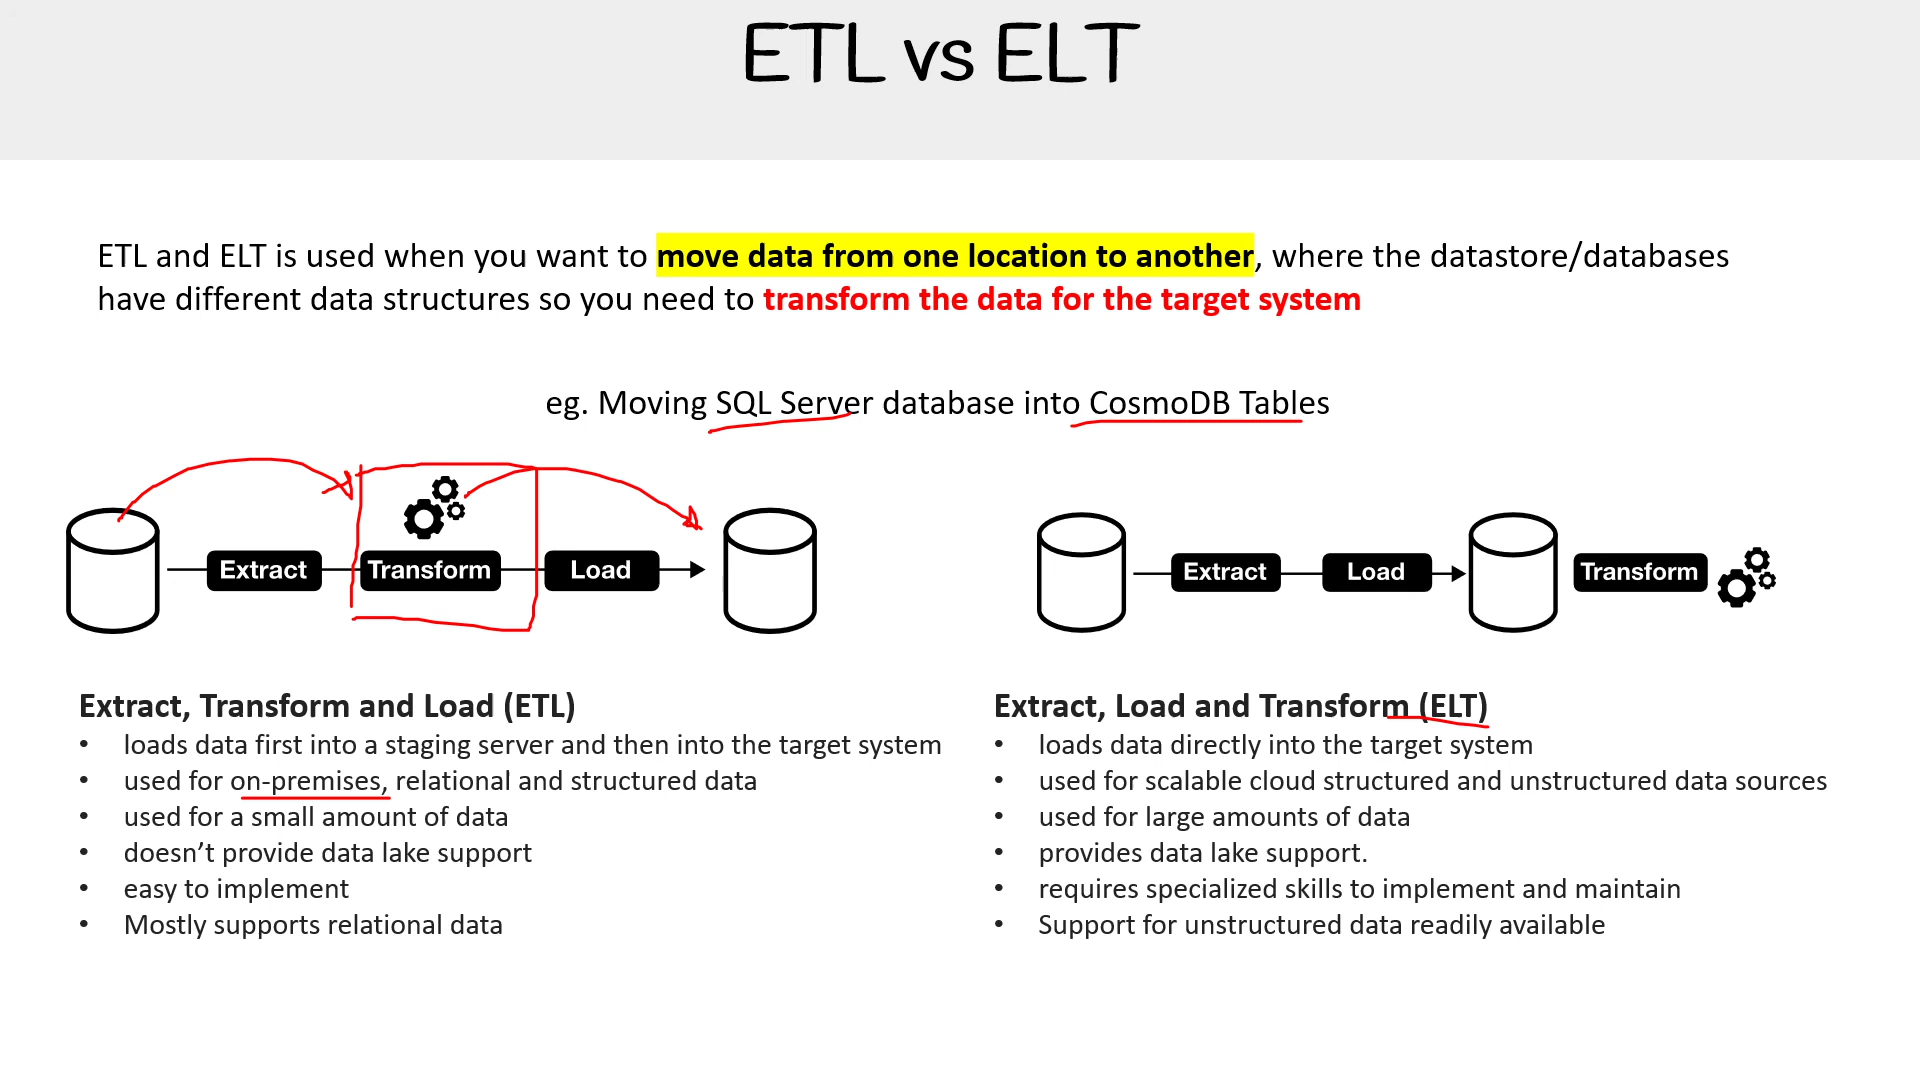 ETL vs ELT
ETL and ELT is used when you want to move data from one location to another, where the datastore/databases
have different data structures so you need to transform the data for the target system
eg. Moving SQL Server database into CosmoDB Tables
Extract Transform Load
Extract Load Transform
Extract, Transform and Load (ETL)
• loads data first into a staging server and then into the target system
• used for on-premises, relational and structured data
• used for a small amount of data
• doesn’t provide data lake support
• easy to implement
• Mostly supports relational data
Extract, Load and Transform (ELT)
• loads data directly into the target system
• used for scalable cloud structured and unstructured data sources
• used for large amounts of data
• provides data lake support.
• requires specialized skills to implement and maintain
• Support for unstructured data readily available